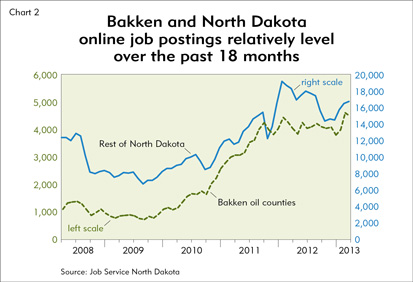 Chart 2
Bakken and North Dakota
online job postings relatively level
over the past 18 months
6,000
5,000
4,000
3,000
2,000
1,000
0
20,000
18,000
16,000
14,000
12,000
10,000
8,000
6,000
4,000
2,000
0
right scale
Rest of North Dakota
Bakken oil counties
left scale
2008
2009
2010
2011
2012
2013
Source: Job Service North Dakota